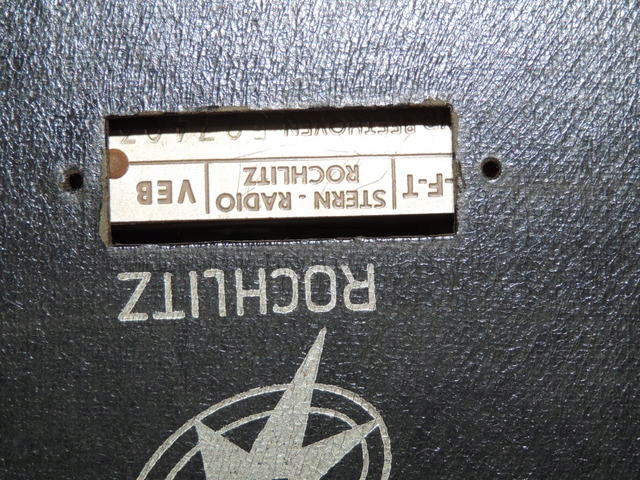 ROCHLITZ
-F-T STERN - RADIO VEB
ROCHLITZ
BEETHOVEN